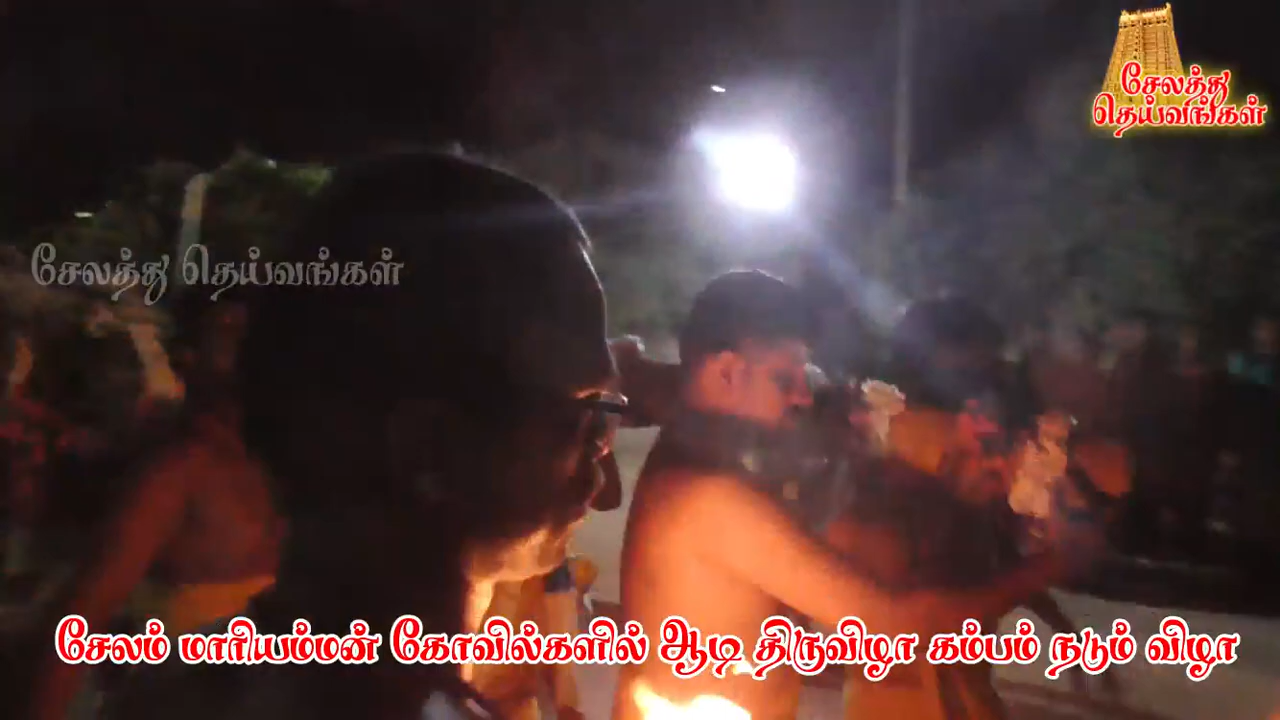 சேலத்து
தெய்வங்கள்
சேலத்து தெய்வங்கள்
சேலம் மாரியம்மன் கோவில்களில் ஆடி திருவிழா கம்பம் நடும் விழா